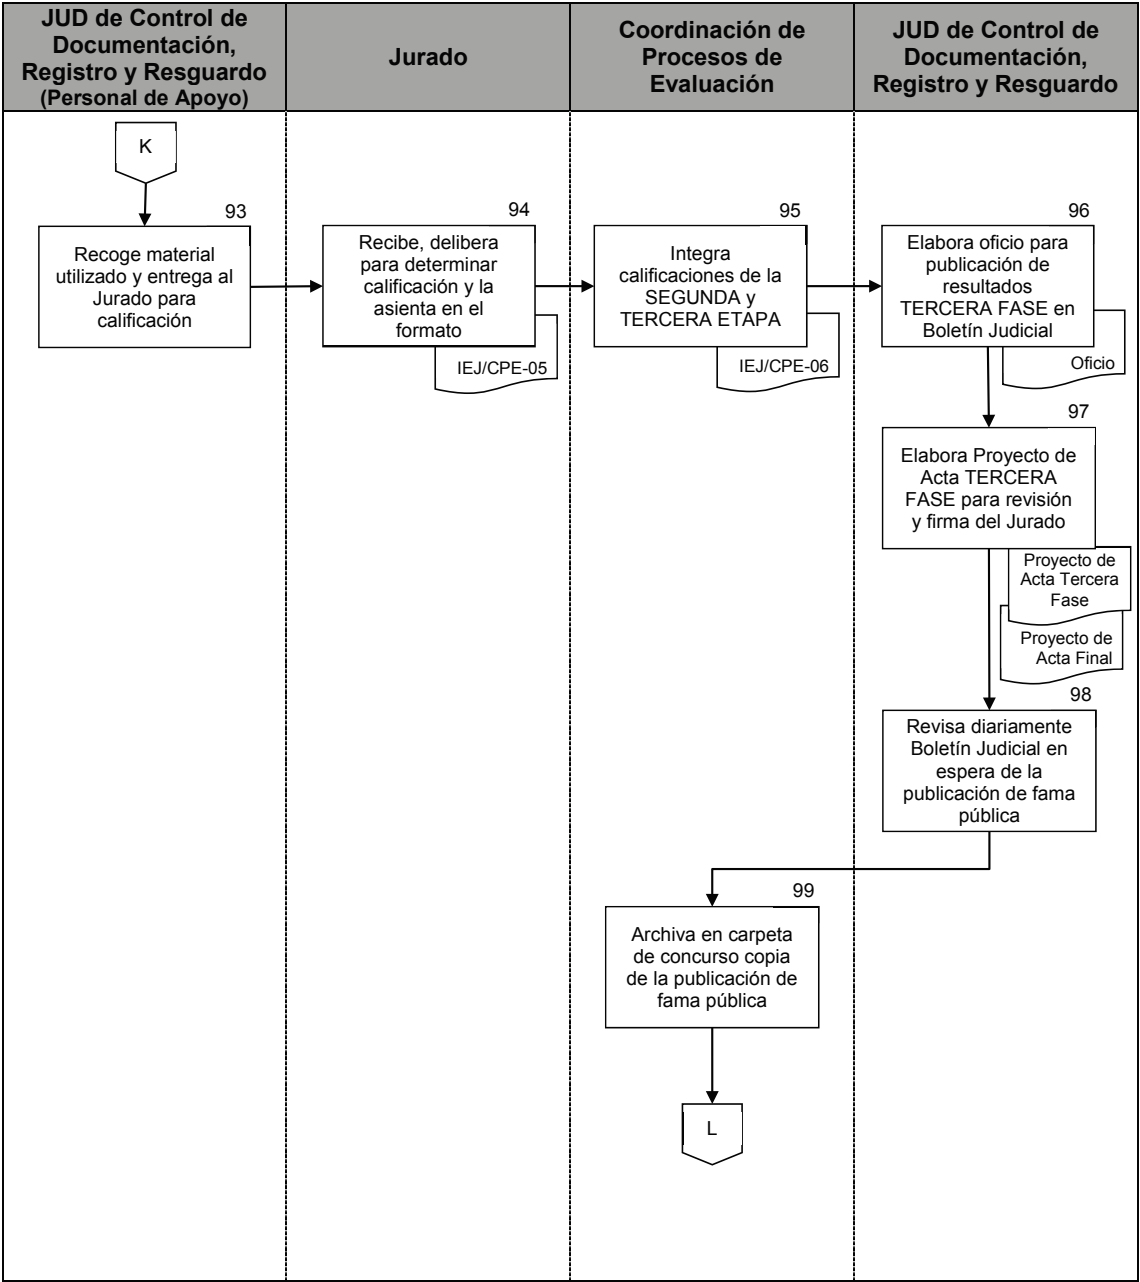 JUD de Control de
Documentación,
Registro y Resguardo
(Personal de Apoyo)
Jurado
Coordinación de
Procesos de
Evaluación
JUD de Control de
Documentación,
Registro y Resguardo
K
93
Recoge material
utilizado y entrega al
Jurado para
calificación
94
Recibe, delibera
para determinar
calificación y la
asienta en el
formato
IEJ/CPE-05
95
Integra
calificaciones de la
SEGUNDA y
TERCERA ETAPA
IEJ/CPE-06
96
Elabora oficio para
publicación de
resultados
TERCERA FASE en
Boletín Judicial
Oficio
97
Elabora Proyecto de
Acta TERCERA
FASE para revisión
y firma del Jurado
Proyecto de
Acta Tercera
Fase
Proyecto de
Acta Final
98
Revisa diariamente
Boletín Judicial en
espera de la
publicación de fama
pública
99
Archiva en carpeta
de concurso copia
de la publicación de
fama pública
L